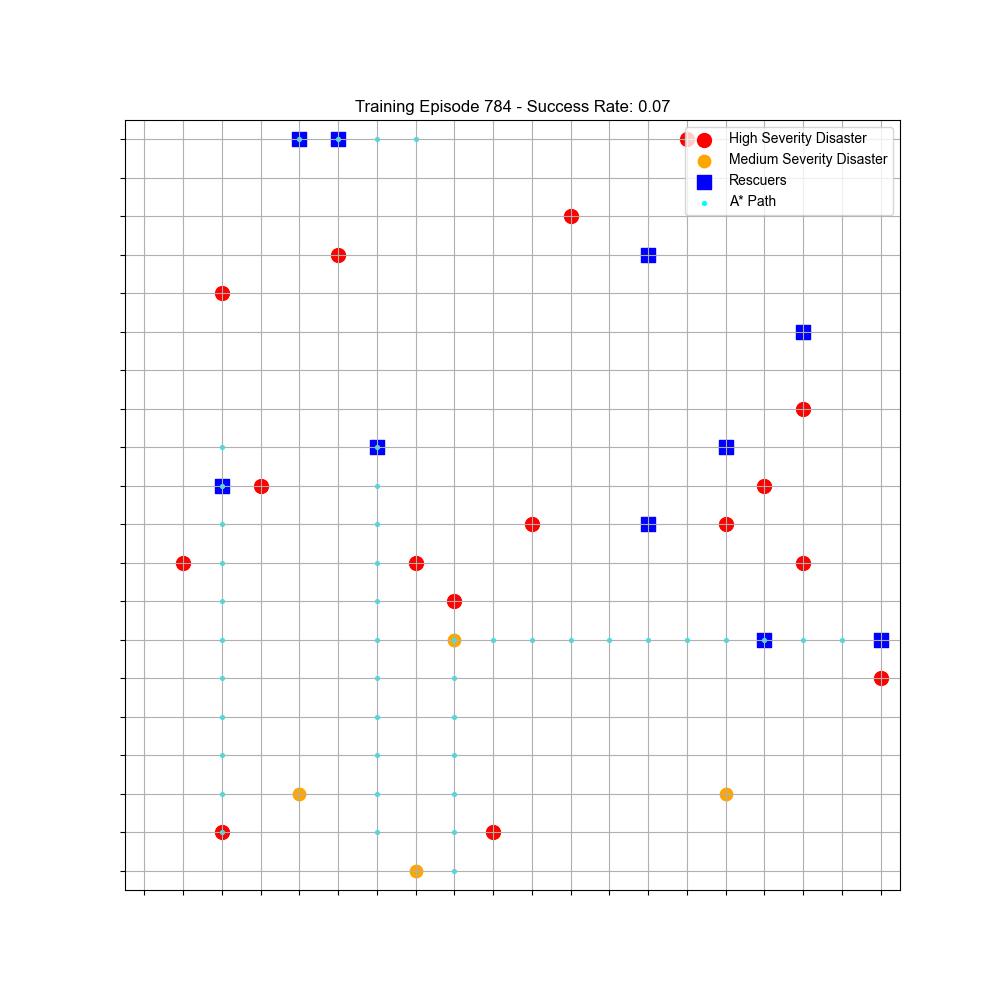 Training Episode 784 - Success Rate: 0.07
High Severity Disaster
Medium Severity Disaster
Rescuers
A* Path